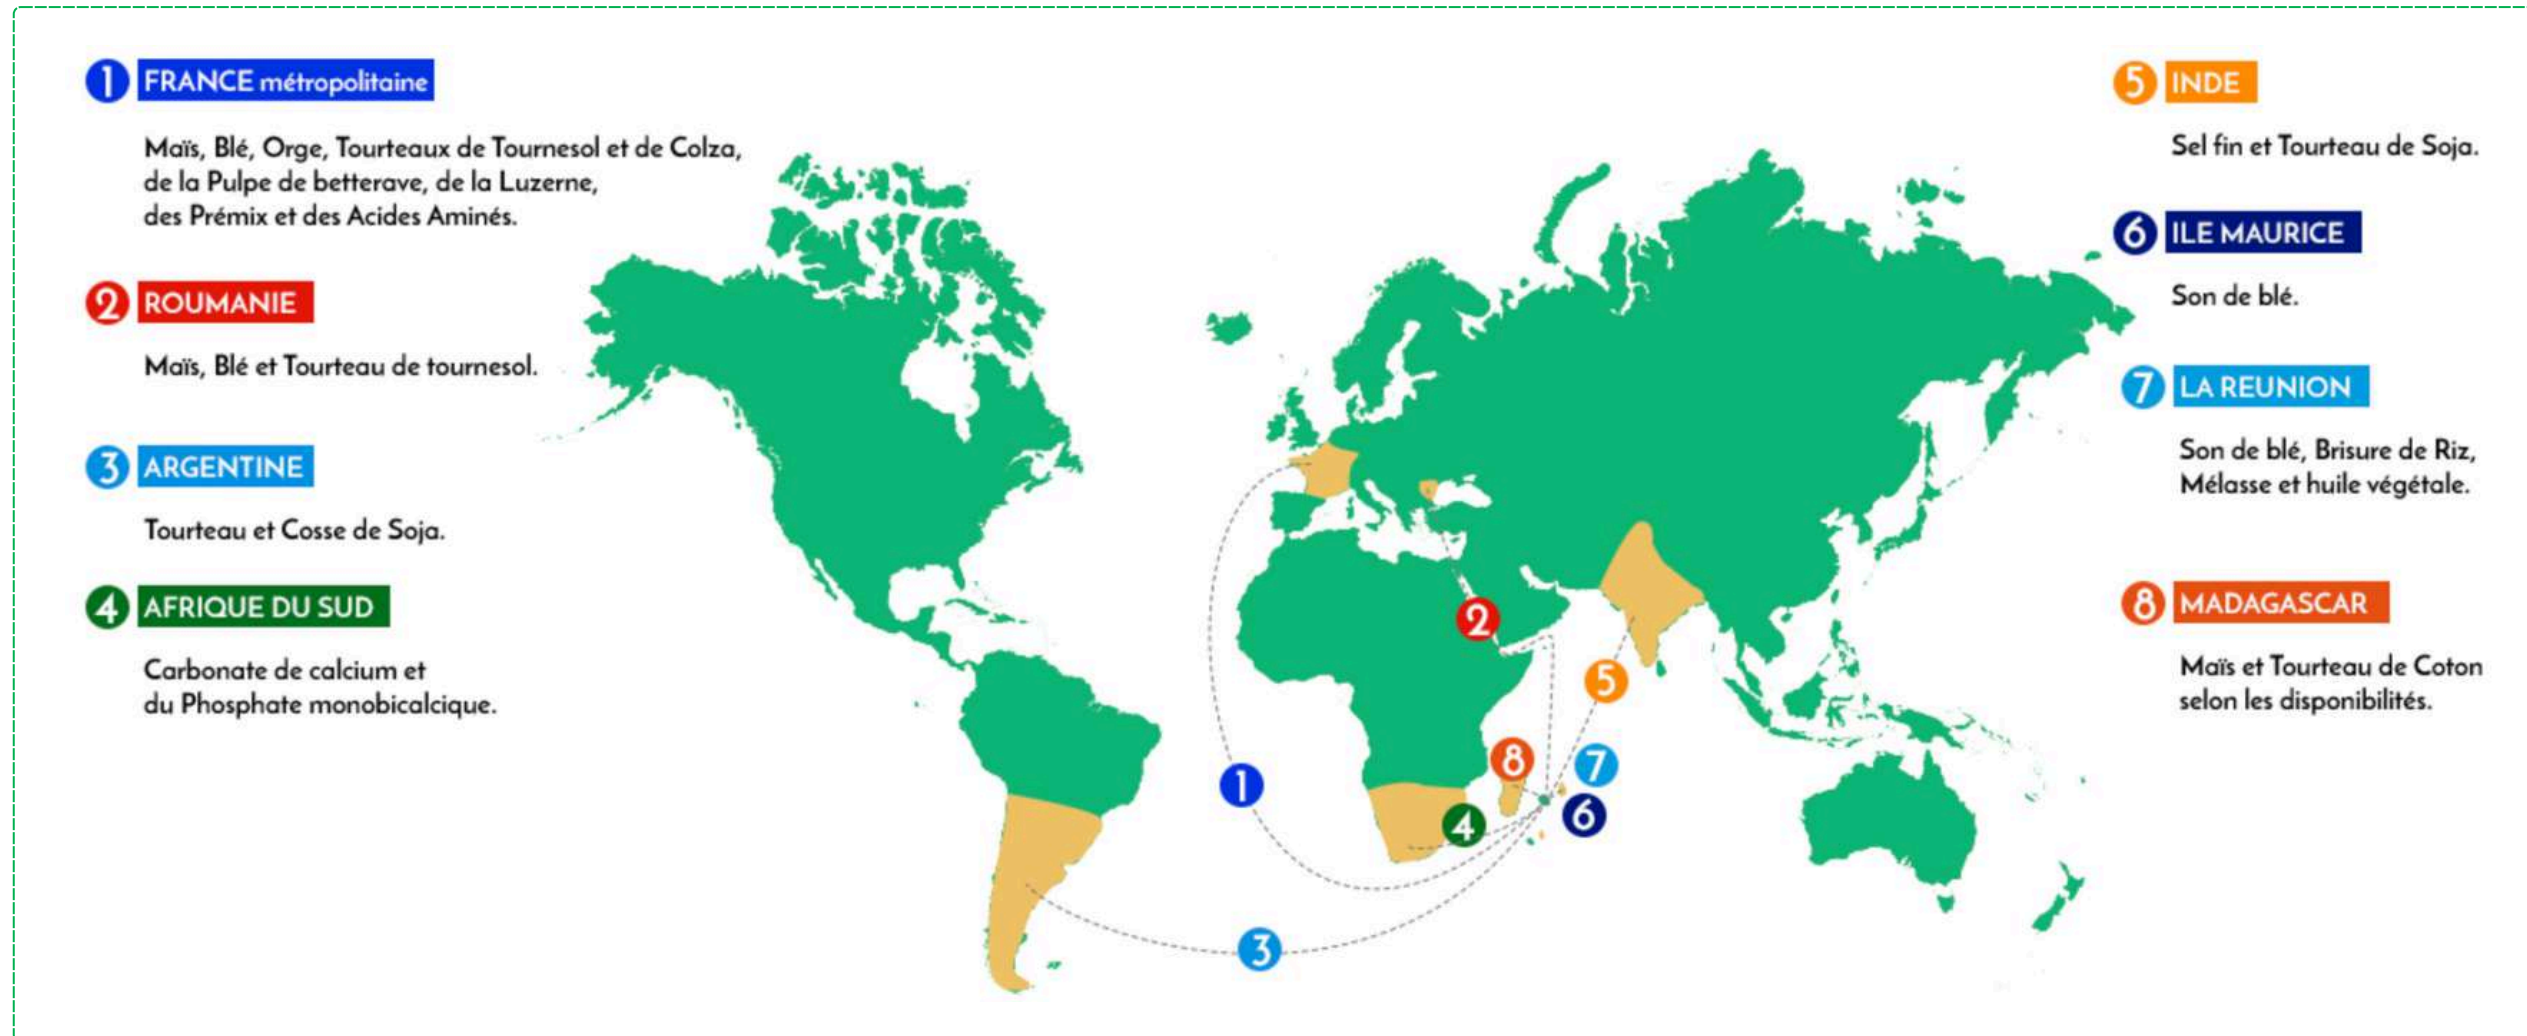 1 FRANCE métropolitaine
Maïs, Blé, Orge, Tourteaux de Tournesol et de Colza,
de la Pulpe de betterave, de la Luzerne,
des Prémix et des Acides Aminés.
2 ROUMANIE
Maïs, Blé et Tourteau de tournesol.
3 ARGENTINE
Tourteau et Cosse de Soja.
4 AFRIQUE DU SUD
Carbonate de calcium et
du Phosphate monobicalcique.
2
5
8
7
1
4
6
3
5 INDE
Sel fin et Tourteau de Soja.
6 ILE MAURICE
Son de blé.
7 LA REUNION
Son de blé, Brisure de Riz,
Mélasse et huile végétale.
8 MADAGASCAR
Maïs et Tourteau de Coton
selon les disponibilités.